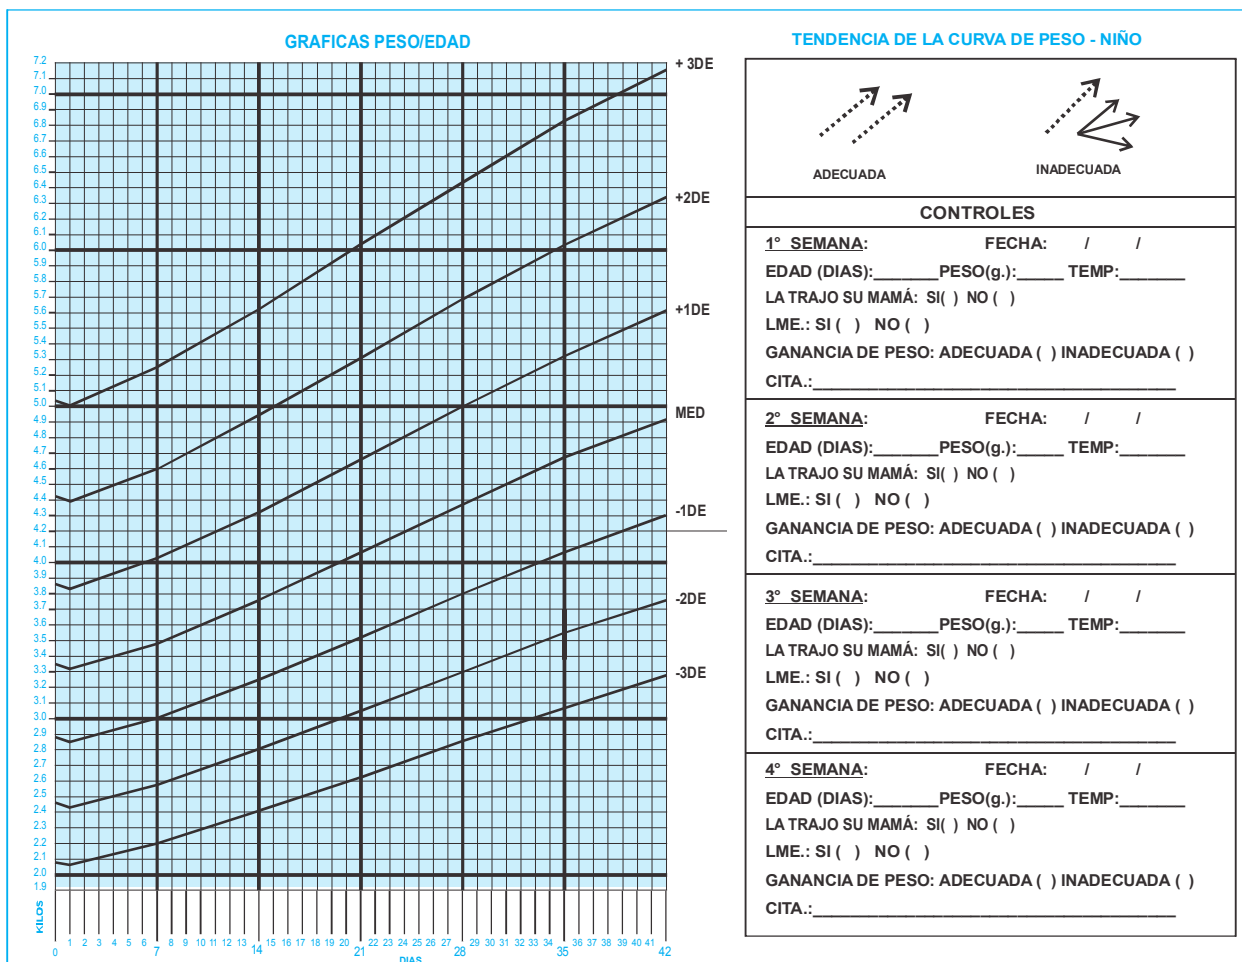 GRAFICAS PESO/EDAD
7.2
7.1
7.0
6.9
6.8
6.7
6.6
6.5
6.4
6.3
6.2
6.1
6.0
5.9
5.8
5.7
5.6
5.5
5.4
5.3
5.2
5.1
5.0
4.9
4.8
4.7
4.6
4.5
4.4
4.3
4.2
4.1
4.0
3.9
3.8
3.7
3.6
3.5
3.4
3.3
3.2
3.1
3.0
2.9
2.8
2.7
2.6
2.5
2.4
2.3
2.2
2.1
2.0
1.9
+ 3DE
+2DE
+1DE
MED
-1DE
-2DE
-3DE
KILOS
0 1 2 3 4 5 6 7 8 9 10 11 12 13 14 15 16 17 18 19 20 21 22 23 24 25 26 27 28 29 30 31 32 33 34 35 36 37 38 39 40 41 42
DIAS
TENDENCIA DE LA CURVA DE PESO - NIÑO
ADECUADA INADECUADA
CONTROLES
1° SEMANA: FECHA: / /
EDAD (DIAS):_______PESO(g.):_____ TEMP:_______
LA TRAJO SU MAMÁ: SI( ) NO ( )
LME.: SI ( ) NO ( )
GANANCIA DE PESO: ADECUADA ( ) INADECUADA ( )
CITA.:_______________________________________
2° SEMANA: FECHA: / /
EDAD (DIAS):_______PESO(g.):_____ TEMP:_______
LA TRAJO SU MAMÁ: SI( ) NO ( )
LME.: SI ( ) NO ( )
GANANCIA DE PESO: ADECUADA ( ) INADECUADA ( )
CITA.:_______________________________________
3° SEMANA: FECHA: / /
EDAD (DIAS):_______PESO(g.):_____ TEMP:_______
LA TRAJO SU MAMÁ: SI( ) NO ( )
LME.: SI ( ) NO ( )
GANANCIA DE PESO: ADECUADA ( ) INADECUADA ( )
CITA.:_______________________________________
4° SEMANA: FECHA: / /
EDAD (DIAS):_______PESO(g.):_____ TEMP:_______
LA TRAJO SU MAMÁ: SI( ) NO ( )
LME.: SI ( ) NO ( )
GANANCIA DE PESO: ADECUADA ( ) INADECUADA ( )
CITA.:_______________________________________